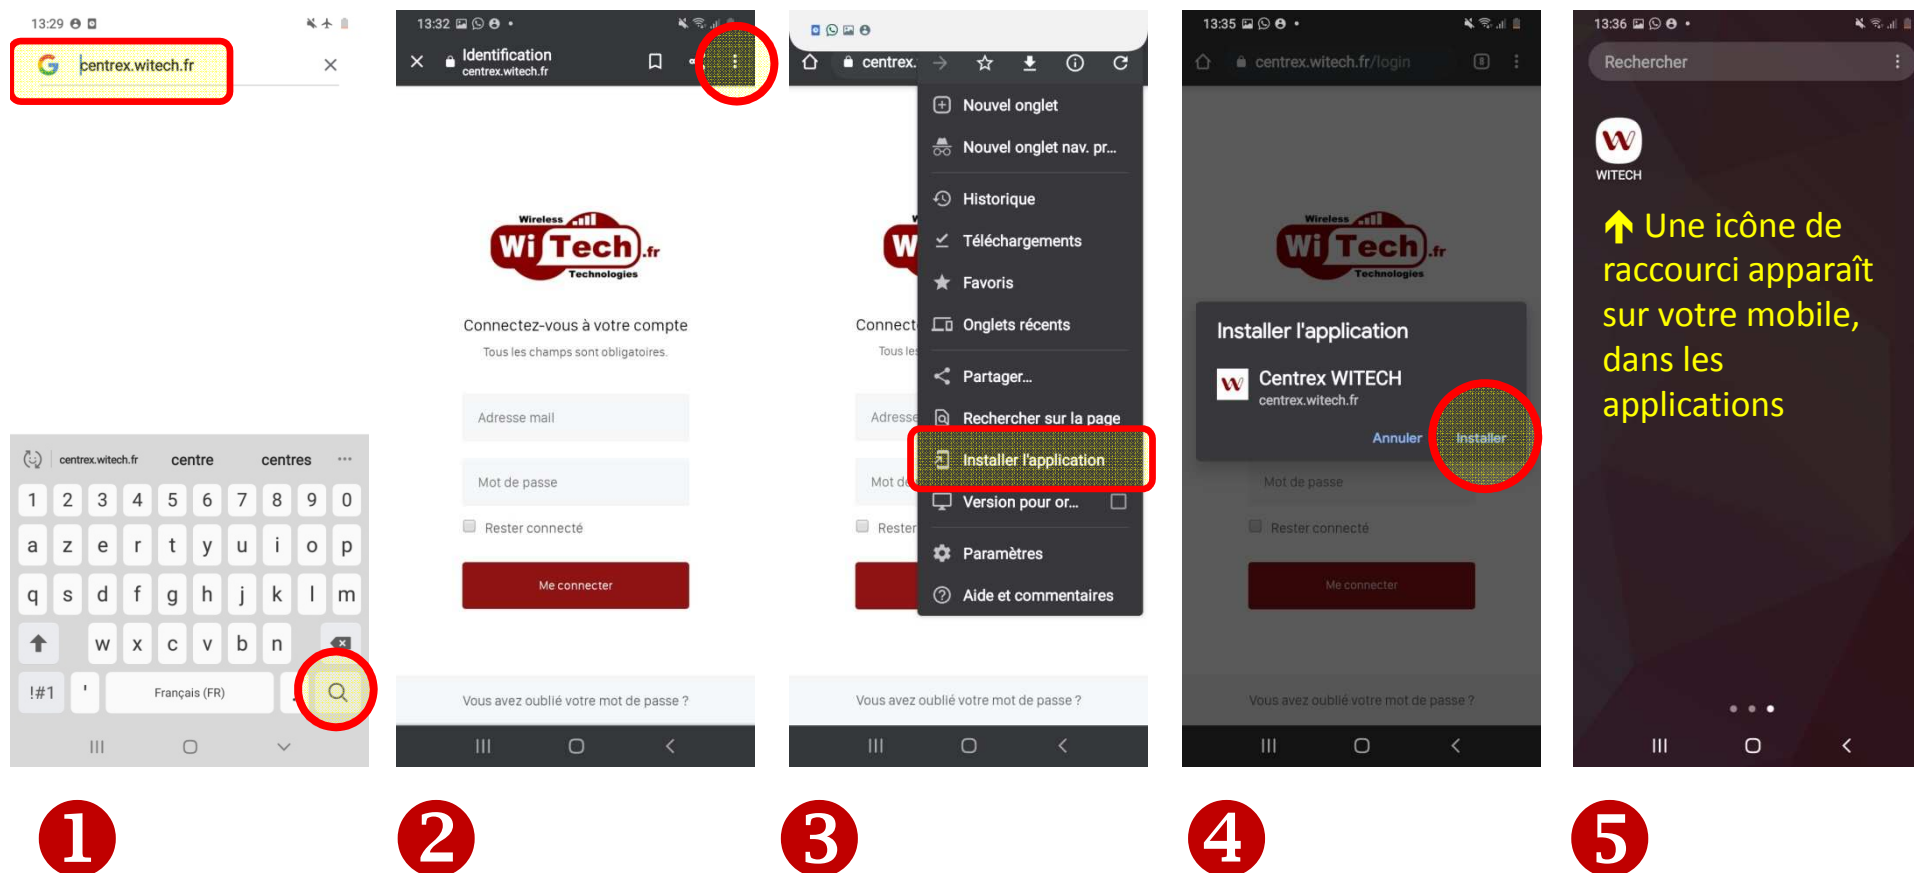 13:29
centrex.witech.fr
centrex.witech.fr centre centres ...
1 2 3 4 5 6 7 8 9 0
a z e r t y u i o p
q s d f g h j k l m
w x c v b n
!#1 ' Français (FR) .
1
13:32
Identification
centrex.witech.fr
Wireless
Wi Tech .fr
Technologies
Connectez-vous à votre compte
Tous les champs sont obligatoires.
Adresse mail
Mot de passe
Rester connecté
Me connecter
Vous avez oublié votre mot de passe ?
2
centrex.
Nouvel onglet
Nouvel onglet nav. pr...
Historique
Téléchargements
Favoris
Onglets récents
Partager...
Rechercher sur la page
Installer l'application
Version pour or...
Paramètres
Aide et commentaires
W
Connect
Tous les
Adresse
Mot de
Rester
Vous avez oublié votre mot de passe ?
3
13:35
centrex.witech.fr/login
Wireless
Wi Tech .fr
Technologies
Installer l'application
Centrex WITECH
centrex.witech.fr
Annuler Installer
Mot de passe
Rester connecté
Me connecter
Vous avez oublié votre mot de passe ?
4
13:36
Rechercher
W
WITECH
Une icône de
raccourci apparaît
sur votre mobile,
dans les
applications
5